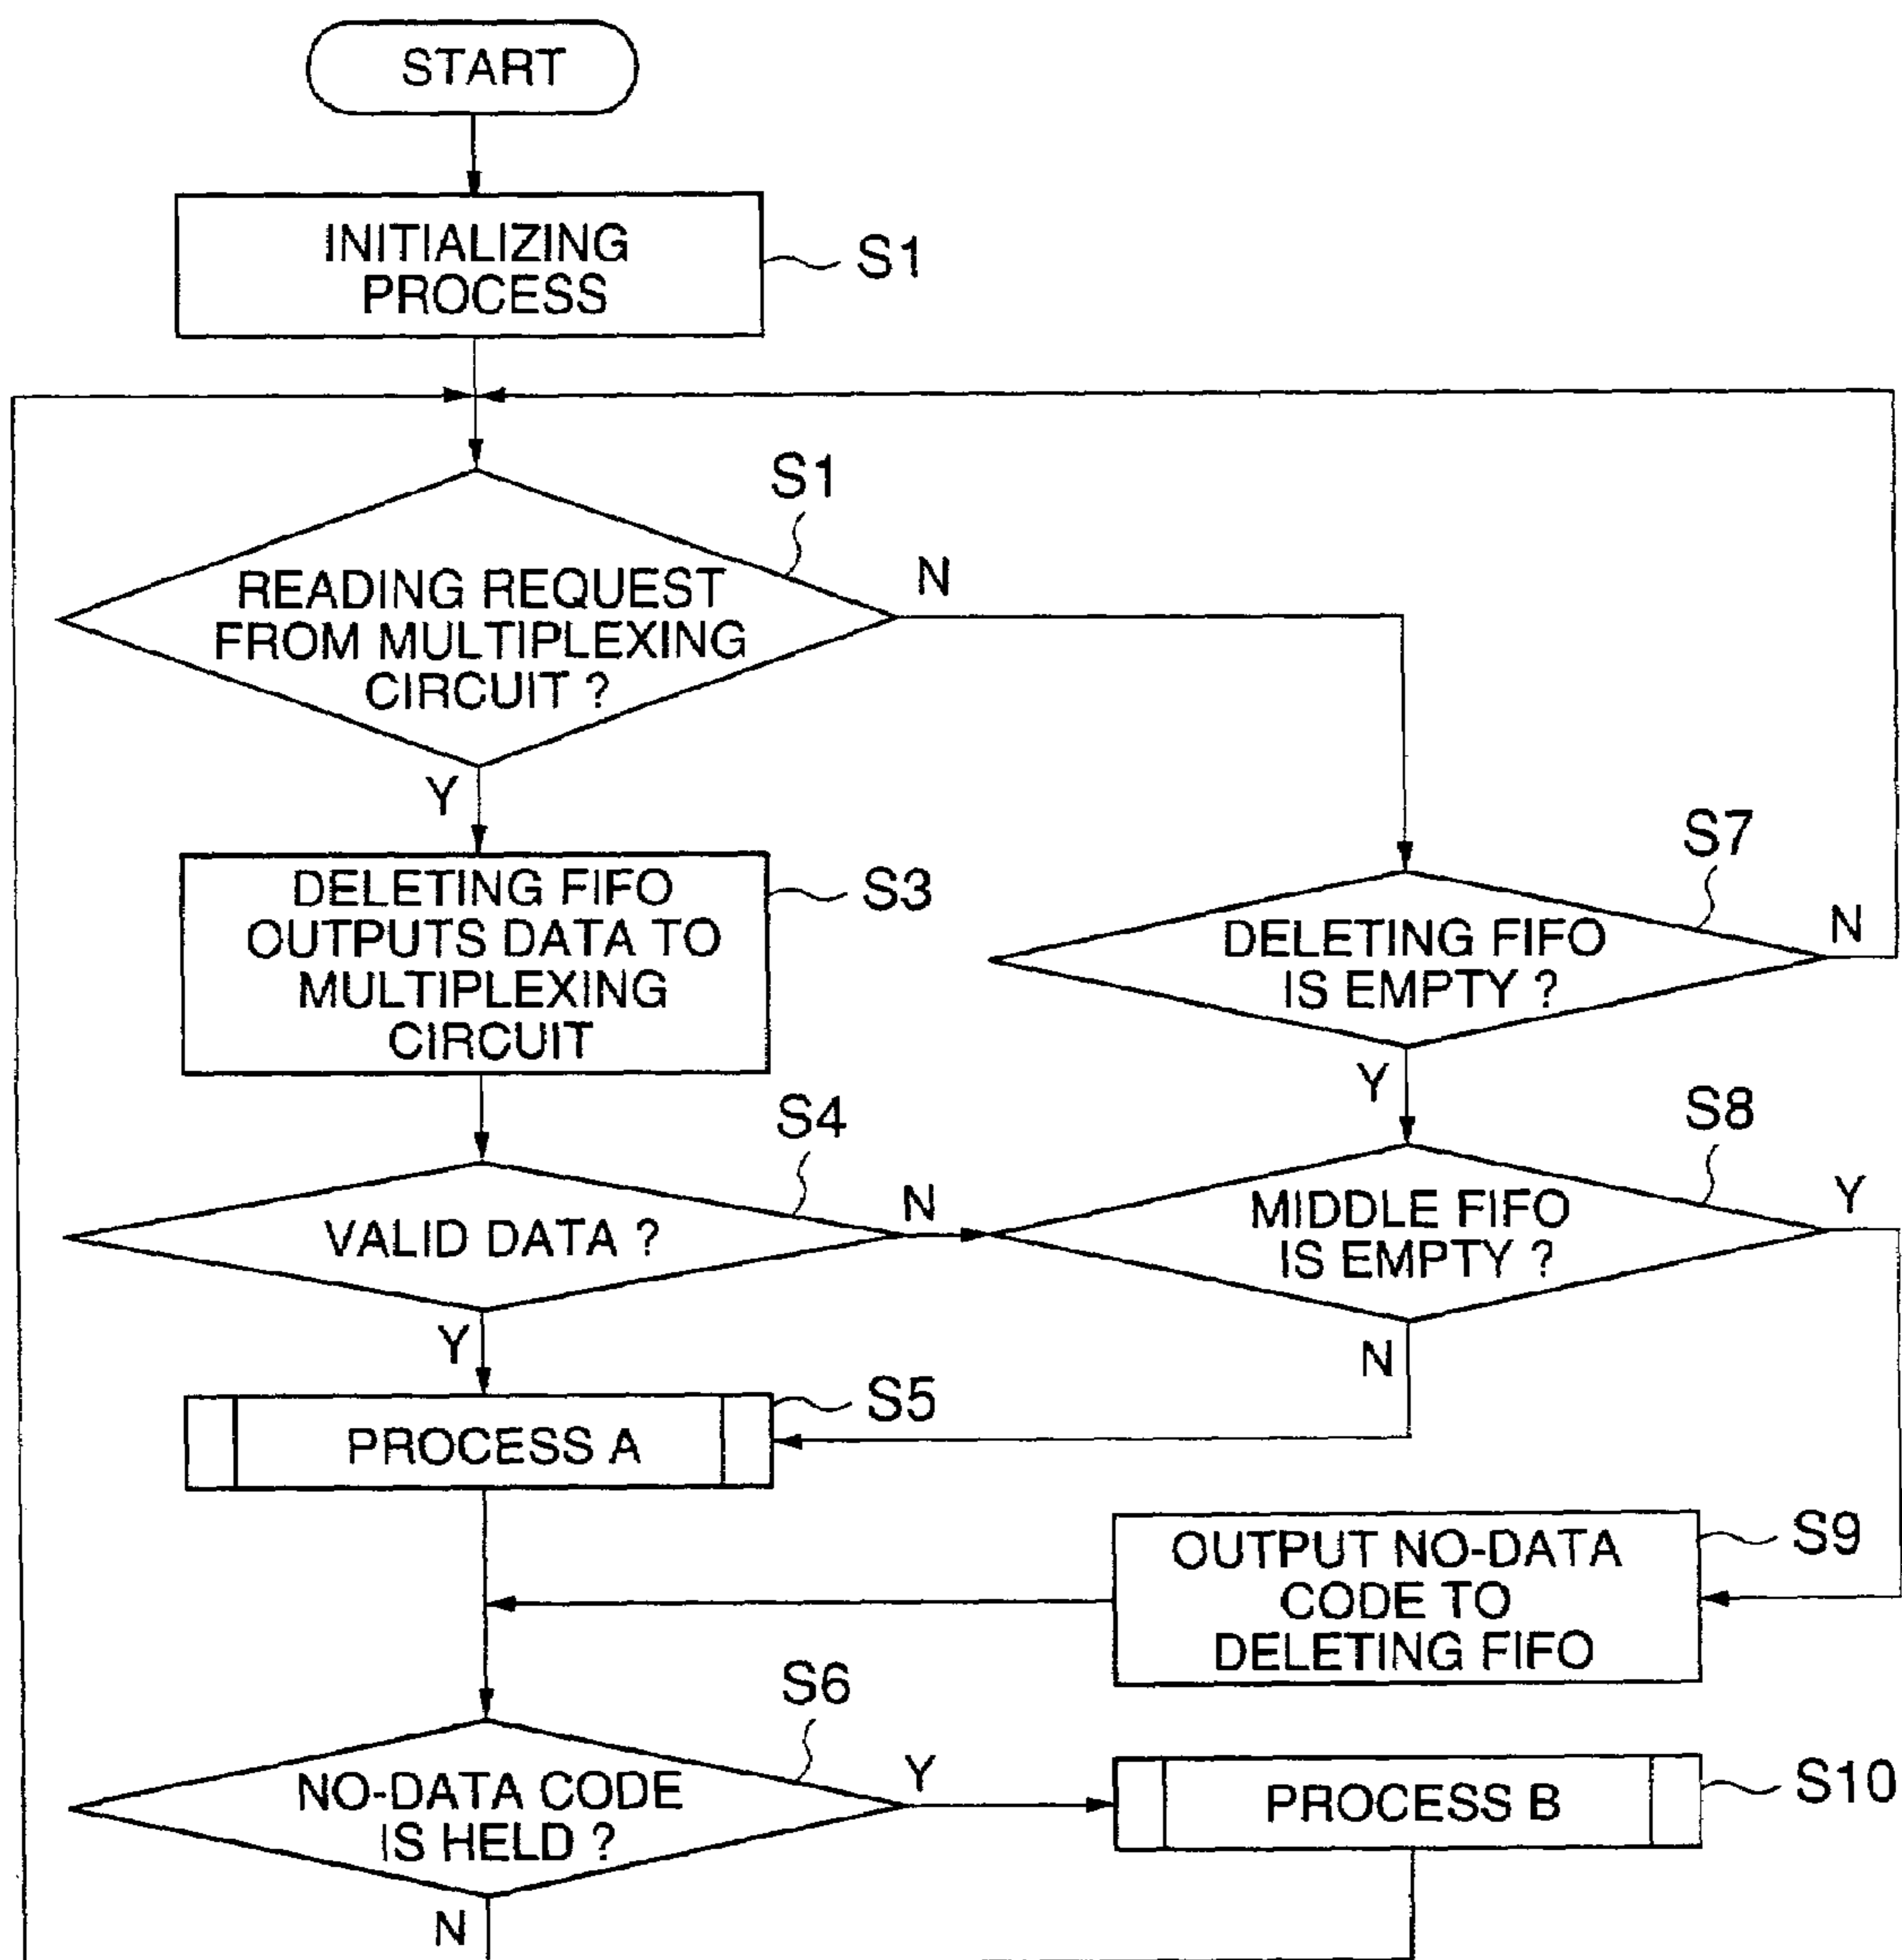 START
INITIALIZING
PROCESS
S1
S1
READING REQUEST
FROM MULTIPLEXING
CIRCUIT ?
N
Y
DELETING FIFO
OUTPUTS DATA TO
MULTIPLEXING
CIRCUIT
S3
S7
DELETING FIFO
IS EMPTY ?
N
Y
S4
VALID DATA ?
N
Y
S8
MIDDLE FIFO
IS EMPTY ?
Y
N
PROCESS A
S5
OUTPUT NO-DATA
CODE TO
DELETING FIFO
S9
S6
NO-DATA CODE
IS HELD ?
Y
N
PROCESS B
S10